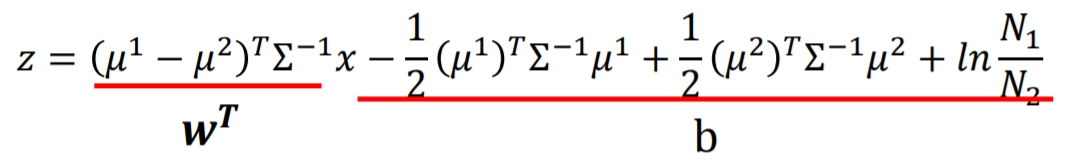 z = (μ¹ − μ²)ᵀΣ⁻¹x − 1/2 (μ¹)ᵀΣ⁻¹μ¹ + 1/2 (μ²)ᵀΣ⁻¹μ² + ln N₁/N₂
wᵀ b